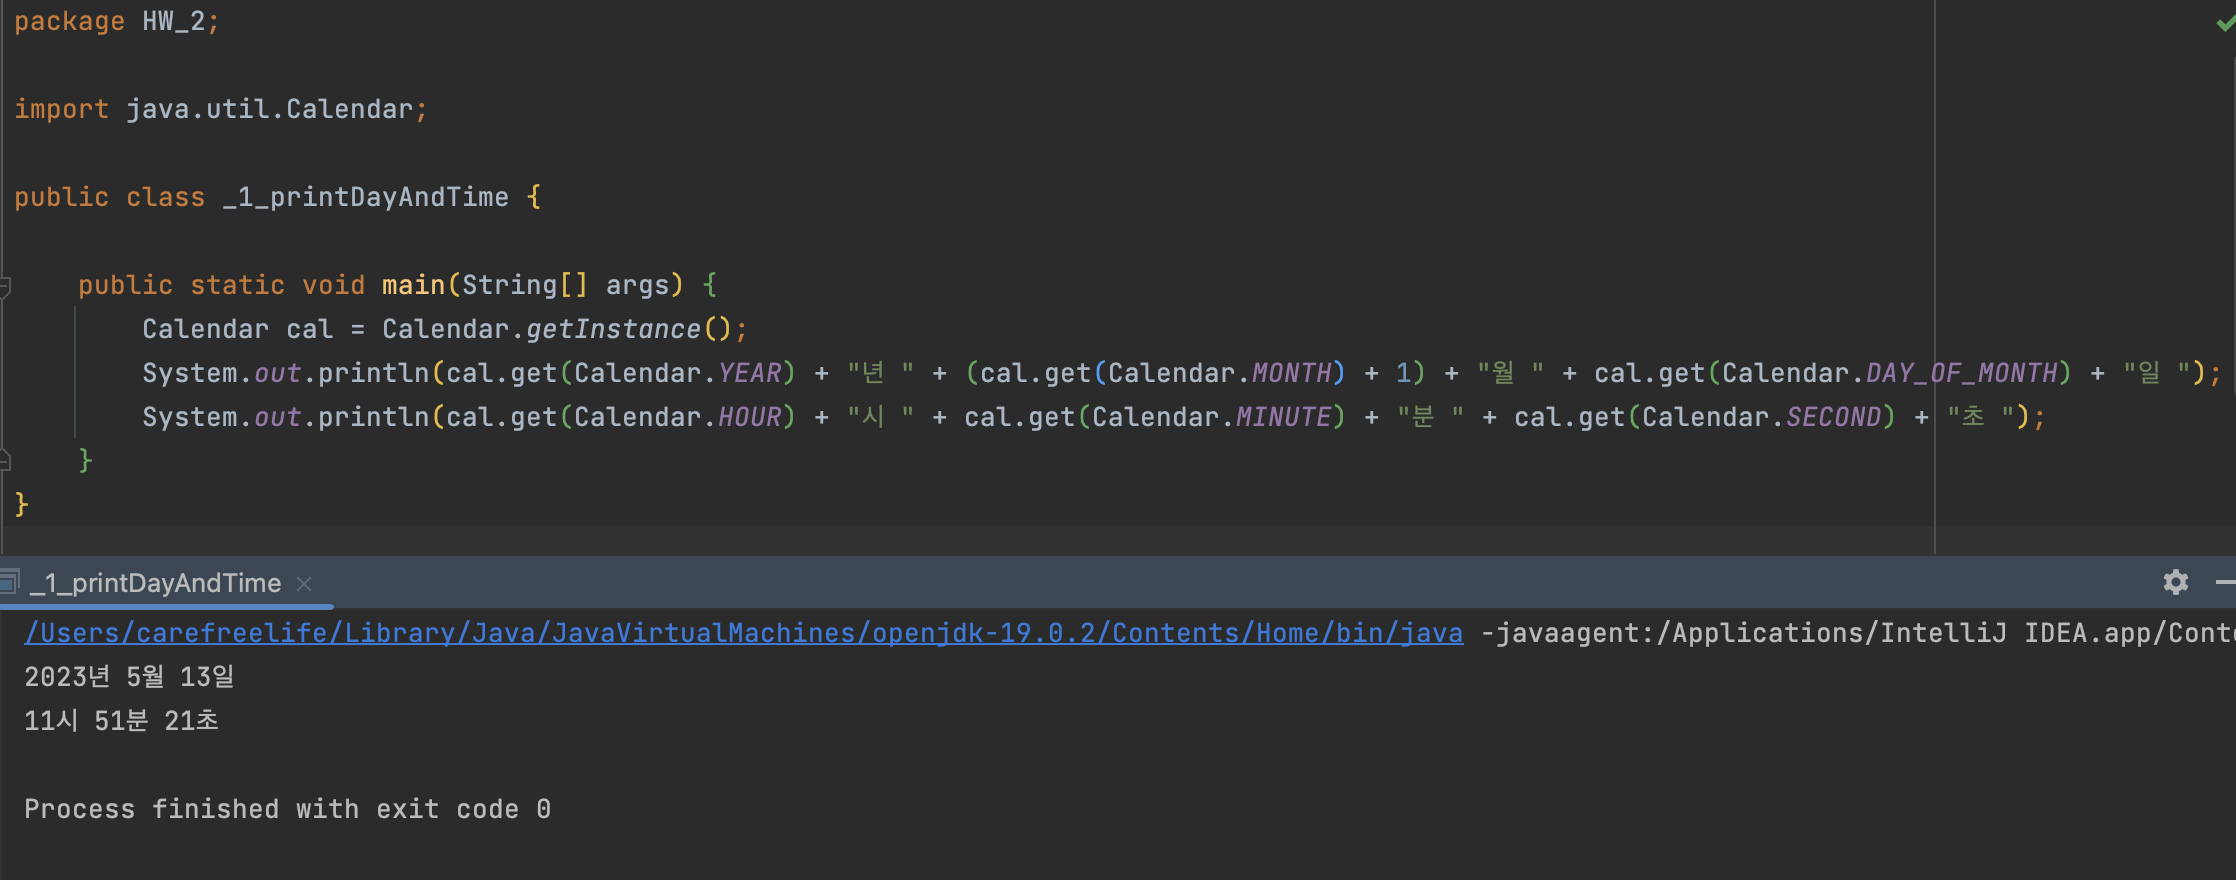 package HW_2;
import java.util.Calendar;
public class _1_printDayAndTime {
public static void main(String[] args) {
Calendar cal = Calendar.getInstance();
System.out.println(cal.get(Calendar.YEAR) + "년 " + (cal.get(Calendar.MONTH) + 1) + "월 " + cal.get(Calendar.DAY_OF_MONTH) + "일 ");
System.out.println(cal.get(Calendar.HOUR) + "시 " + cal.get(Calendar.MINUTE) + "분 " + cal.get(Calendar.SECOND) + "초 ");
}
}
_1_printDayAndTime
/Users/carefreelife/Library/Java/JavaVirtualMachines/openjdk-19.0.2/Contents/Home/bin/java -javaagent:/Applications/IntelliJ IDEA.app/Conte
2023년 5월 13일
11시 51분 21초
Process finished with exit code 0